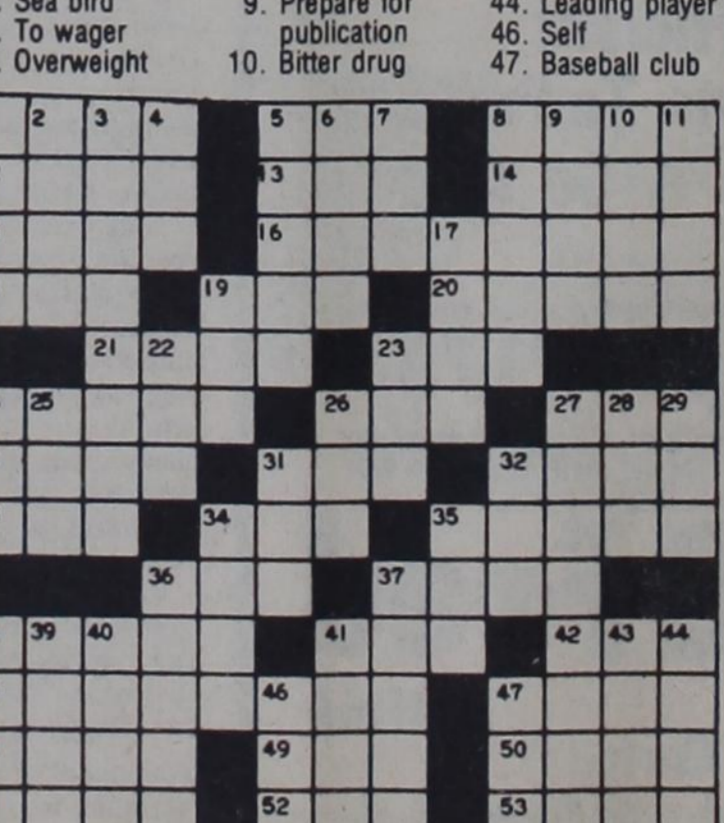 Sea bird
To wager
Overweight
9. Prepare for
publication
10. Bitter drug
44. Leading player
46. Self
47. Baseball club
2 3 4 5 6 7 8 9 10 11
13 14
16 17
19 20
21 22 23
25 26 27 28 29
31 32
34 35
36 37
39 40 41 42 43 44
46 47
49 50
52 53